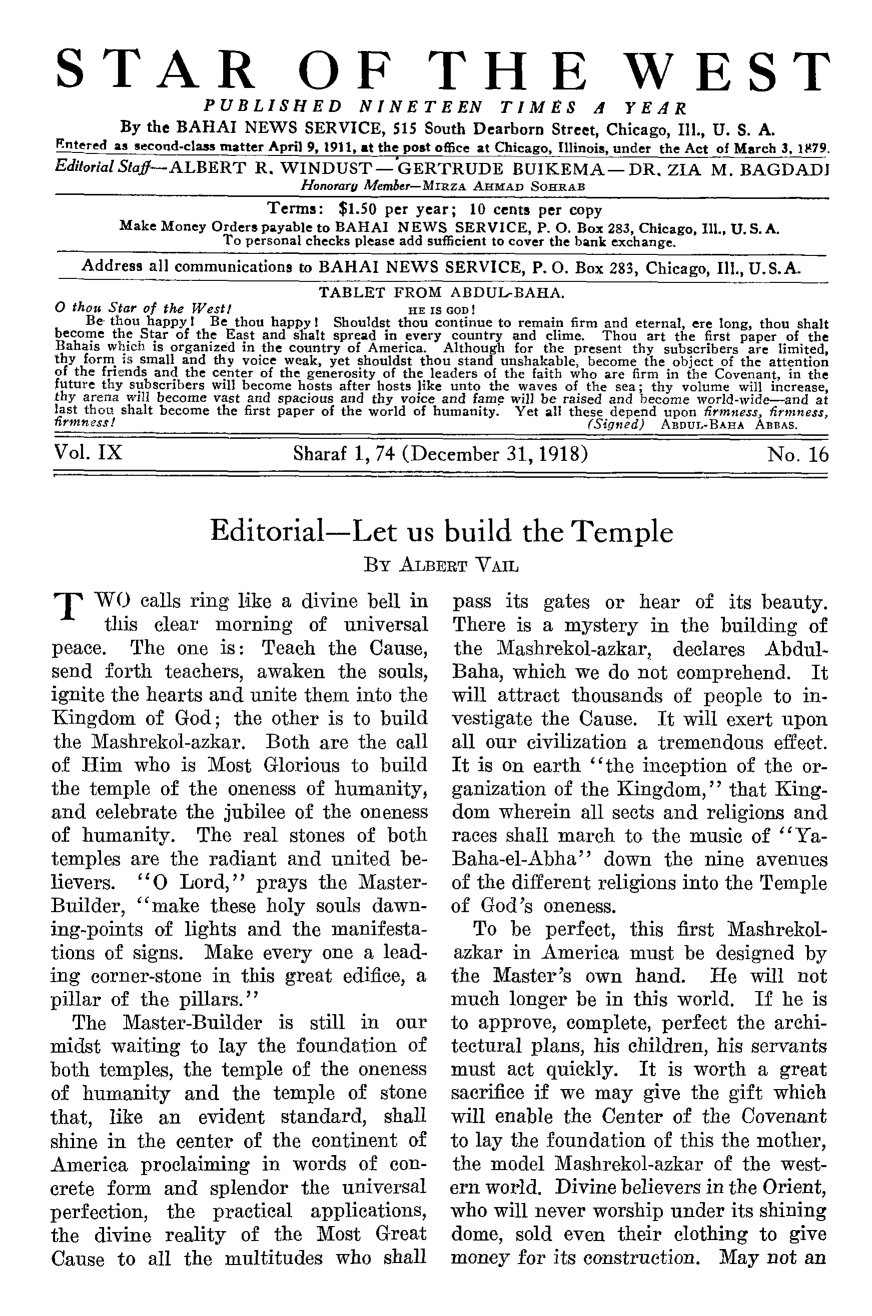 STAR OF THE WEST
PUBLISHED NINETEEN TIMES A YEAR
By the BAHAI NEWS SERVICE, 515 South Dearborn Street, Chicago, Ill., U. S. A.
Entered as second-class matter April 9, 1911, at the post office at Chicago, Illinois, under the Act of March 3, 1879.
Editorial Staff—ALBERT R. WINDUST—GERTRUDE BUIKEMA—DR. ZIA M. BAGDADI
Honorary Member—MIRZA AHMAD SOHRAB
Terms: $1.50 per year; 10 cents per copy
Make Money Orders payable to BAHAI NEWS SERVICE, P. O. Box 283, Chicago, Ill., U. S. A.
To personal checks please add sufficient to cover the bank exchange.
Address all communications to BAHAI NEWS SERVICE, P. O. Box 283, Chicago, Ill., U.S.A.
TABLET FROM ABDUL-BAHA.
O thou Star of the West! HE IS GOD!
Be thou happy! Be thou happy! Shouldst thou continue to remain firm and eternal, ere long, thou shalt
become the Star of the East and shalt spread in every country and clime. Thou art the first paper of the
Bahais which is organized in the country of America. Although for the present thy subscribers are limited,
thy form is small and thy voice weak, yet shouldst thou stand unshakable, become the object of the attention
of the friends and the center of the generosity of the leaders of the faith who are firm in the Covenant, in the
future thy subscribers will become hosts after hosts like unto the waves of the sea; thy volume will increase,
thy arena will become vast and spacious and thy voice and fame will be raised and become world-wide—and at
last thou shalt become the first paper of the world of humanity. Yet all these depend upon firmness, firmness,
firmness! (Signed) ABDUL-BAHA ABBAS.
Vol. IX Sharaf 1, 74 (December 31, 1918) No. 16
Editorial—Let us build the Temple
BY ALBERT VAIL
TWO calls ring like a divine bell in
this clear morning of universal
peace. The one is: Teach the Cause,
send forth teachers, awaken the souls,
ignite the hearts and unite them into the
Kingdom of God; the other is to build
the Mashrekol-azkar. Both are the call
of Him who is Most Glorious to build
the temple of the oneness of humanity,
and celebrate the jubilee of the oneness
of humanity. The real stones of both
temples are the radiant and united be-
lievers. "O Lord," prays the Master-
Builder, "make these holy souls dawn-
ing-points of lights and the manifesta-
tions of signs. Make every one a lead-
ing corner-stone in this great edifice, a
pillar of the pillars."
The Master-Builder is still in our
midst waiting to lay the foundation of
both temples, the temple of the oneness
of humanity and the temple of stone
that, like an evident standard, shall
shine in the center of the continent of
America proclaiming in words of con-
crete form and splendor the universal
perfection, the practical applications,
the divine reality of the Most Great
Cause to all the multitudes who shall
pass its gates or hear of its beauty.
There is a mystery in the building of
the Mashrekol-azkar, declares Abdul-
Baha, which we do not comprehend. It
will attract thousands of people to in-
vestigate the Cause. It will exert upon
all our civilization a tremendous effect.
It is on earth "the inception of the or-
ganization of the Kingdom," that King-
dom wherein all sects and religions and
races shall march to the music of "Ya-
Baha-el-Abha" down the nine avenues
of the different religions into the Temple
of God's oneness.
To be perfect, this first Mashrekol-
azkar in America must be designed by
the Master's own hand. He will not
much longer be in this world. If he is
to approve, complete, perfect the archi-
tectural plans, his children, his servants
must act quickly. It is worth a great
sacrifice if we may give the gift which
will enable the Center of the Covenant
to lay the foundation of this the mother,
the model Mashrekol-azkar of the west-
ern world. Divine believers in the Orient,
who will never worship under its shining
dome, sold even their clothing to give
money for its construction. May not an